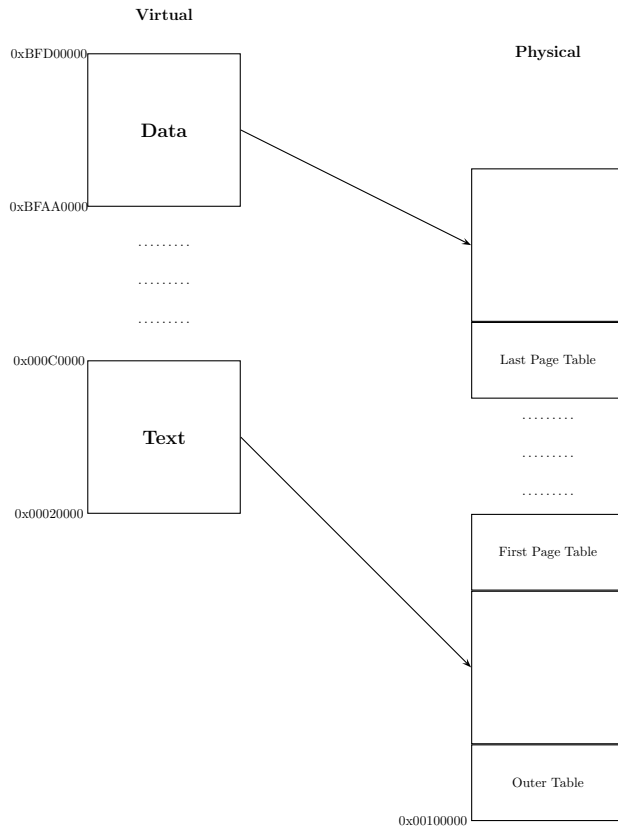 Virtual
Physical
0xBFD00000
Data
0xBFAA0000
.........
.........
.........
0x000C0000
Text
0x00020000
Last Page Table
.........
.........
.........
First Page Table
Outer Table
0x00100000